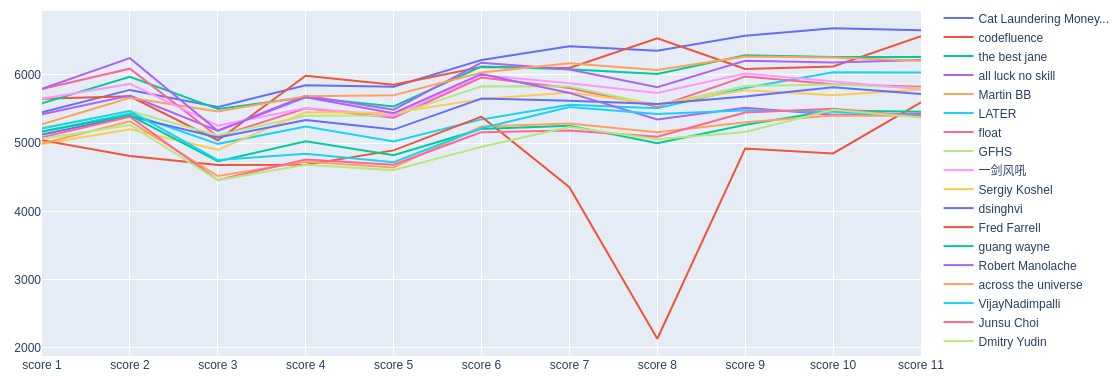 6000
5000
4000
3000
2000
score 1 score 2 score 3 score 4 score 5 score 6 score 7 score 8 score 9 score 10 score 11
Cat Laundering Money...
codefluence
the best jane
all luck no skill
Martin BB
LATER
float
GFHS
一剑风吼
Sergiy Koshel
dsinghvi
Fred Farrell
guang wayne
Robert Manolache
across the universe
VijayNadimpalli
Junsu Choi
Dmitry Yudin